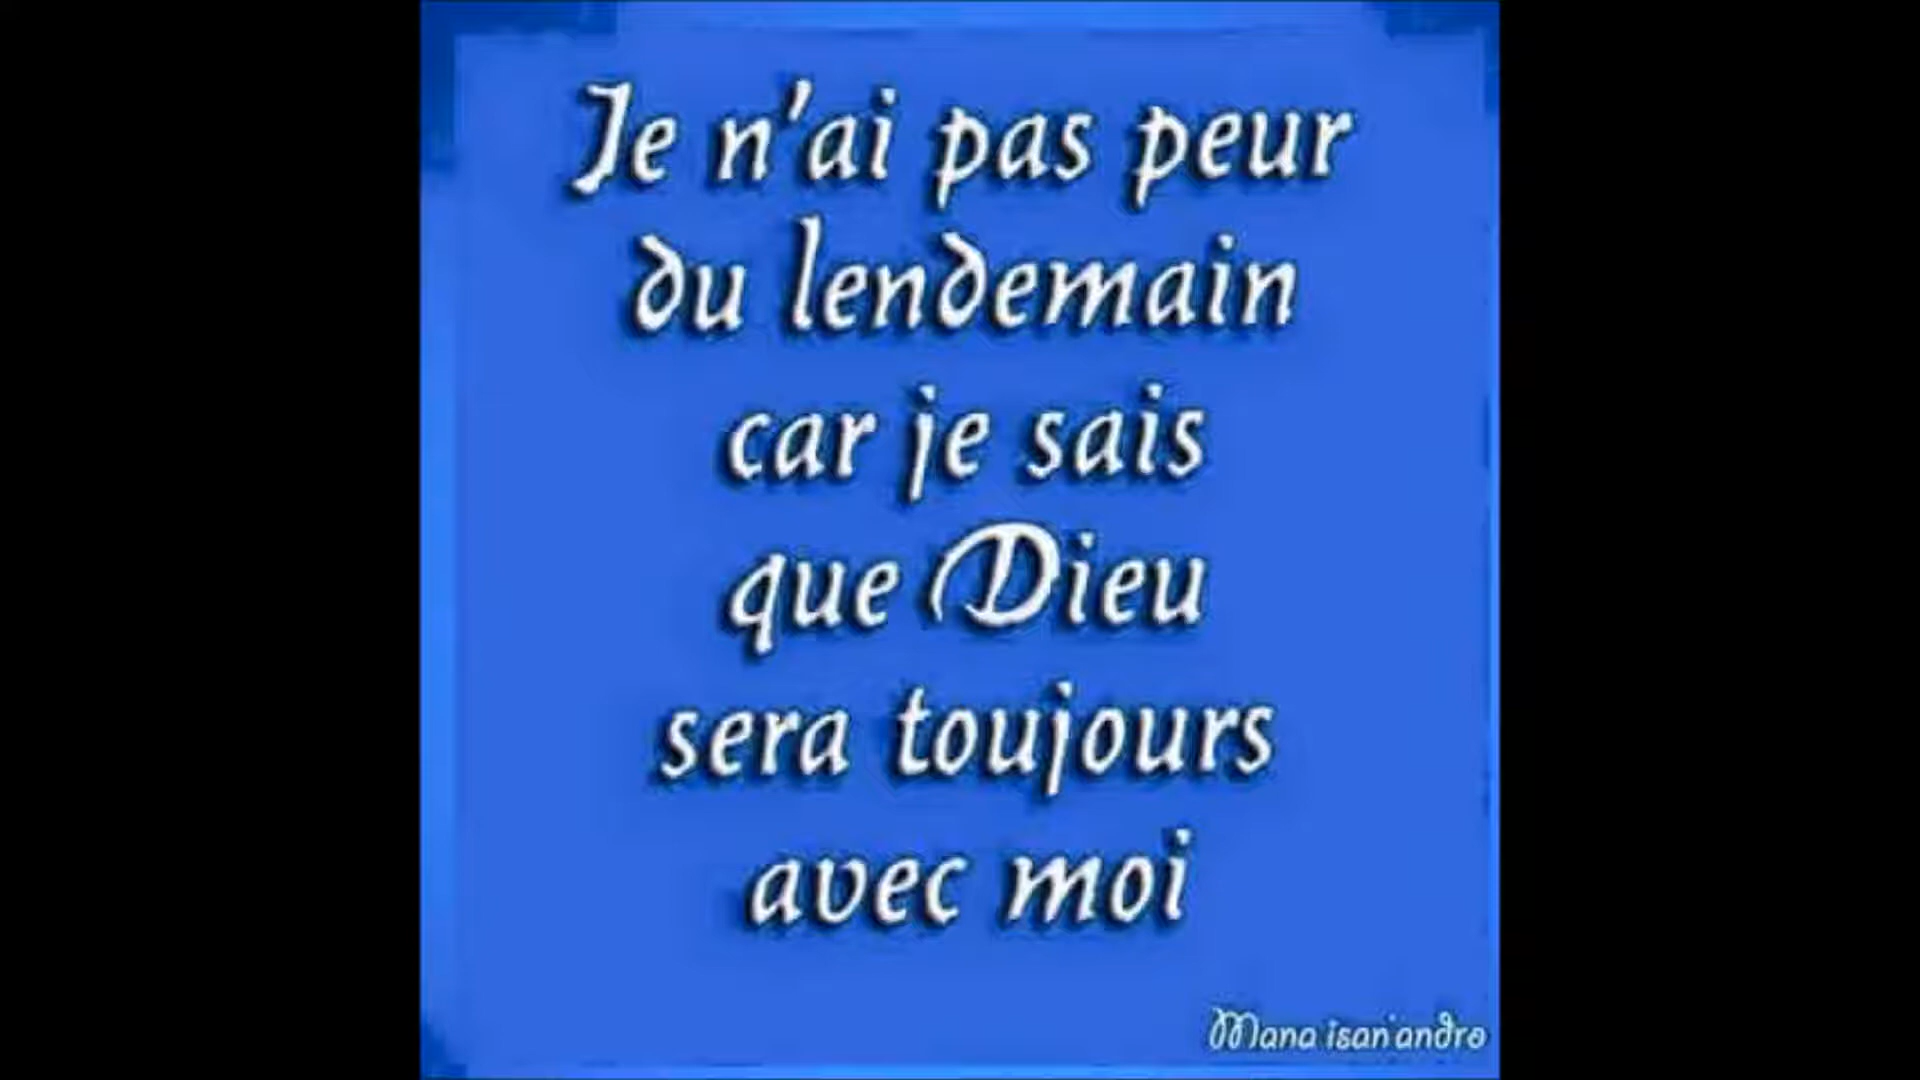 Je n'ai pas peur
du lendemain
car je sais
que Dieu
sera toujours
avec moi
Mana isan'andro